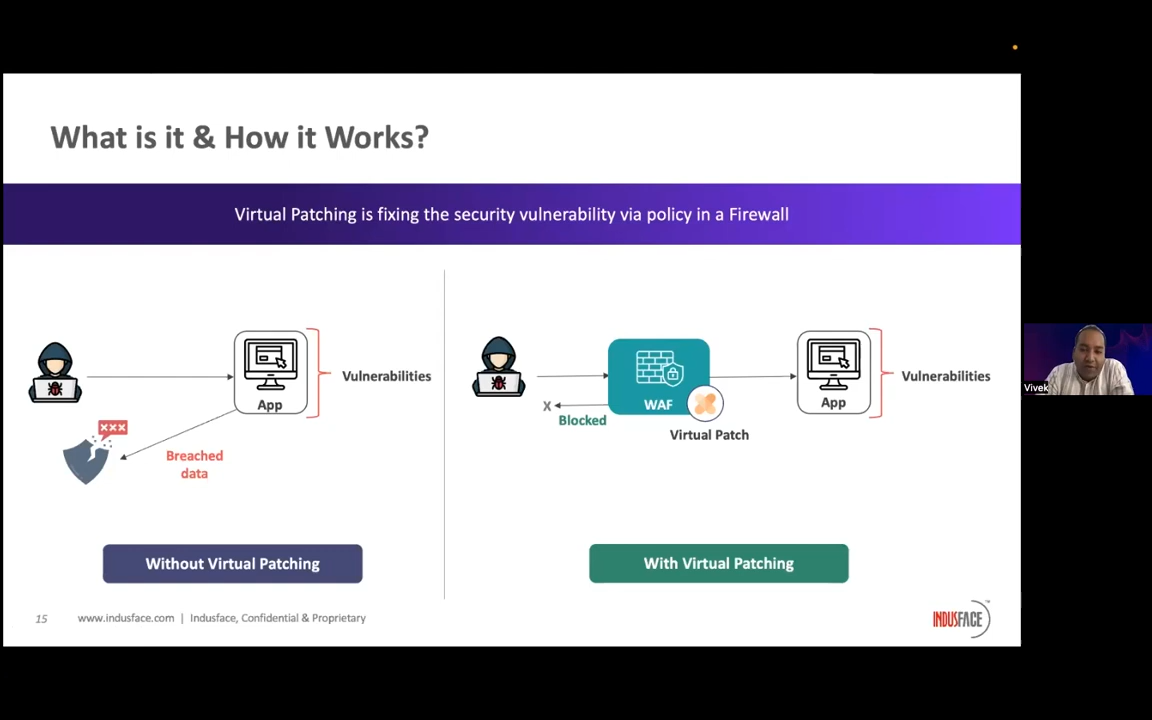 What is it & How it Works?
Virtual Patching is fixing the security vulnerability via policy in a Firewall
App
Vulnerabilities
xxx
Breached
data
Without Virtual Patching
WAF
X
Blocked
Virtual Patch
App
Vulnerabilities
With Virtual Patching
15
www.indusface.com | Indusface, Confidential & Proprietary
INDUSFACE
Vivek